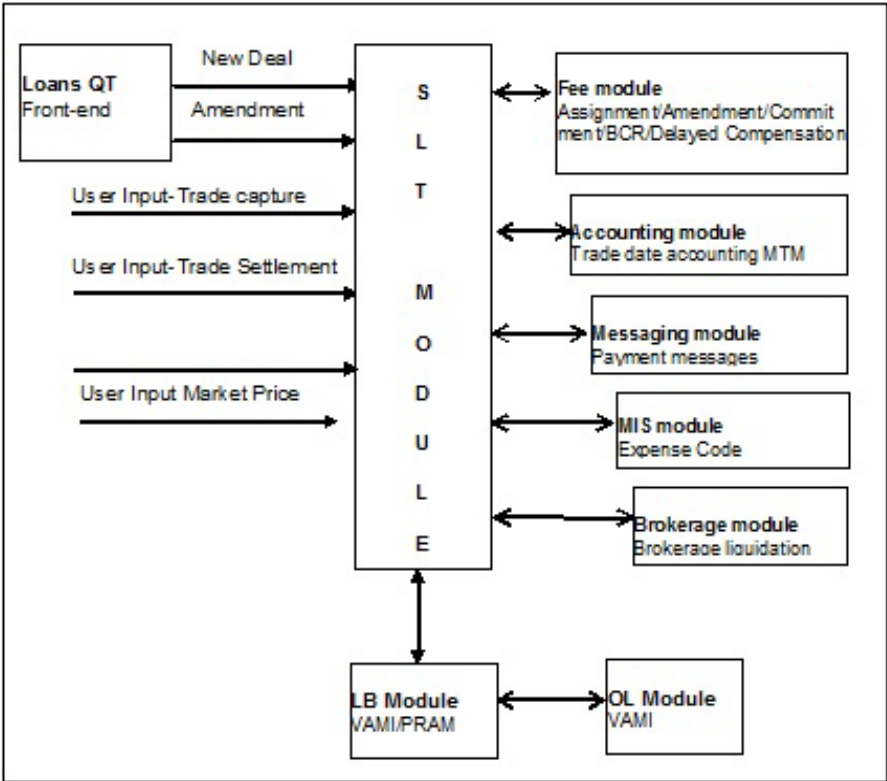 New Deal
Loans QT
Front-end
Amendment
User Input-Trade capture
User Input-Trade Settlement
User Input Market Price
S
L
T
M
O
D
U
L
E
Fee module
Assignment/Amendment/Commit
ment/BCR/Delayed Compensation
Accounting module
Trade date accounting MTM
Messaging module
Payment messages
MIS module
Expense Code
Brokerage module
Brokerage liquidation
LB Module
VAMI/PRAM
OL Module
VAMI